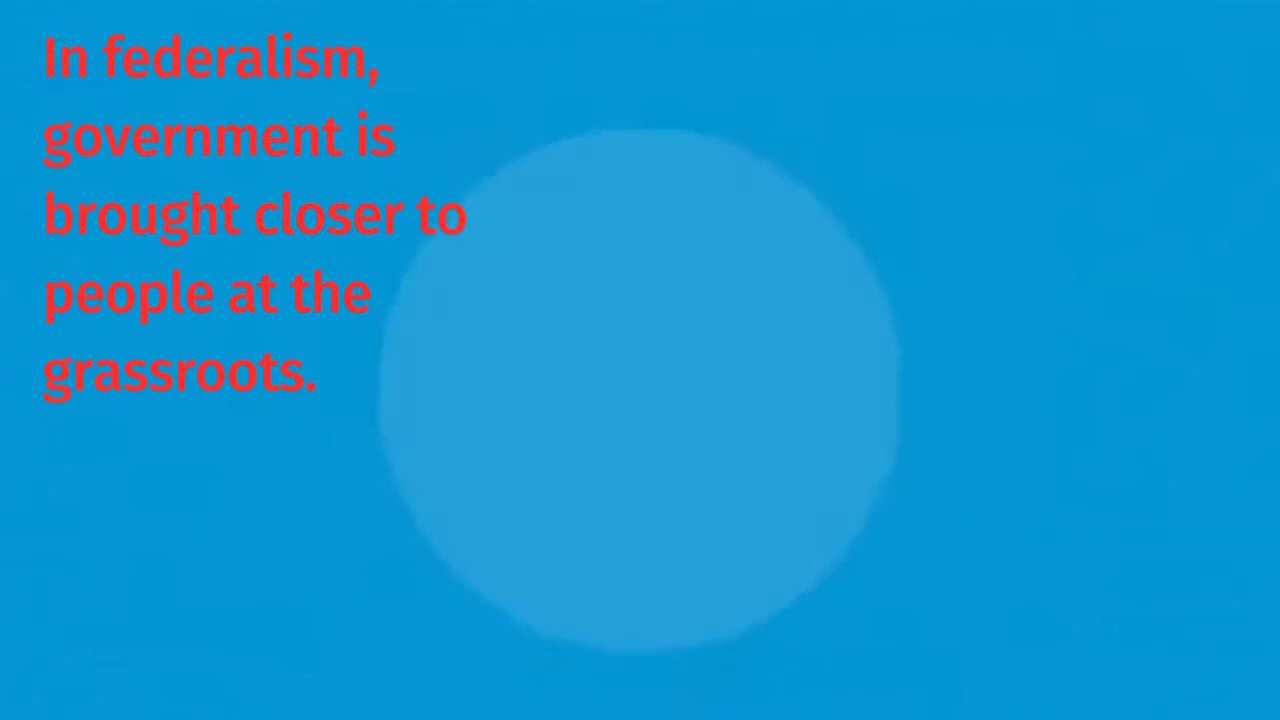 In federalism,
government is
brought closer to
people at the
grassroots.